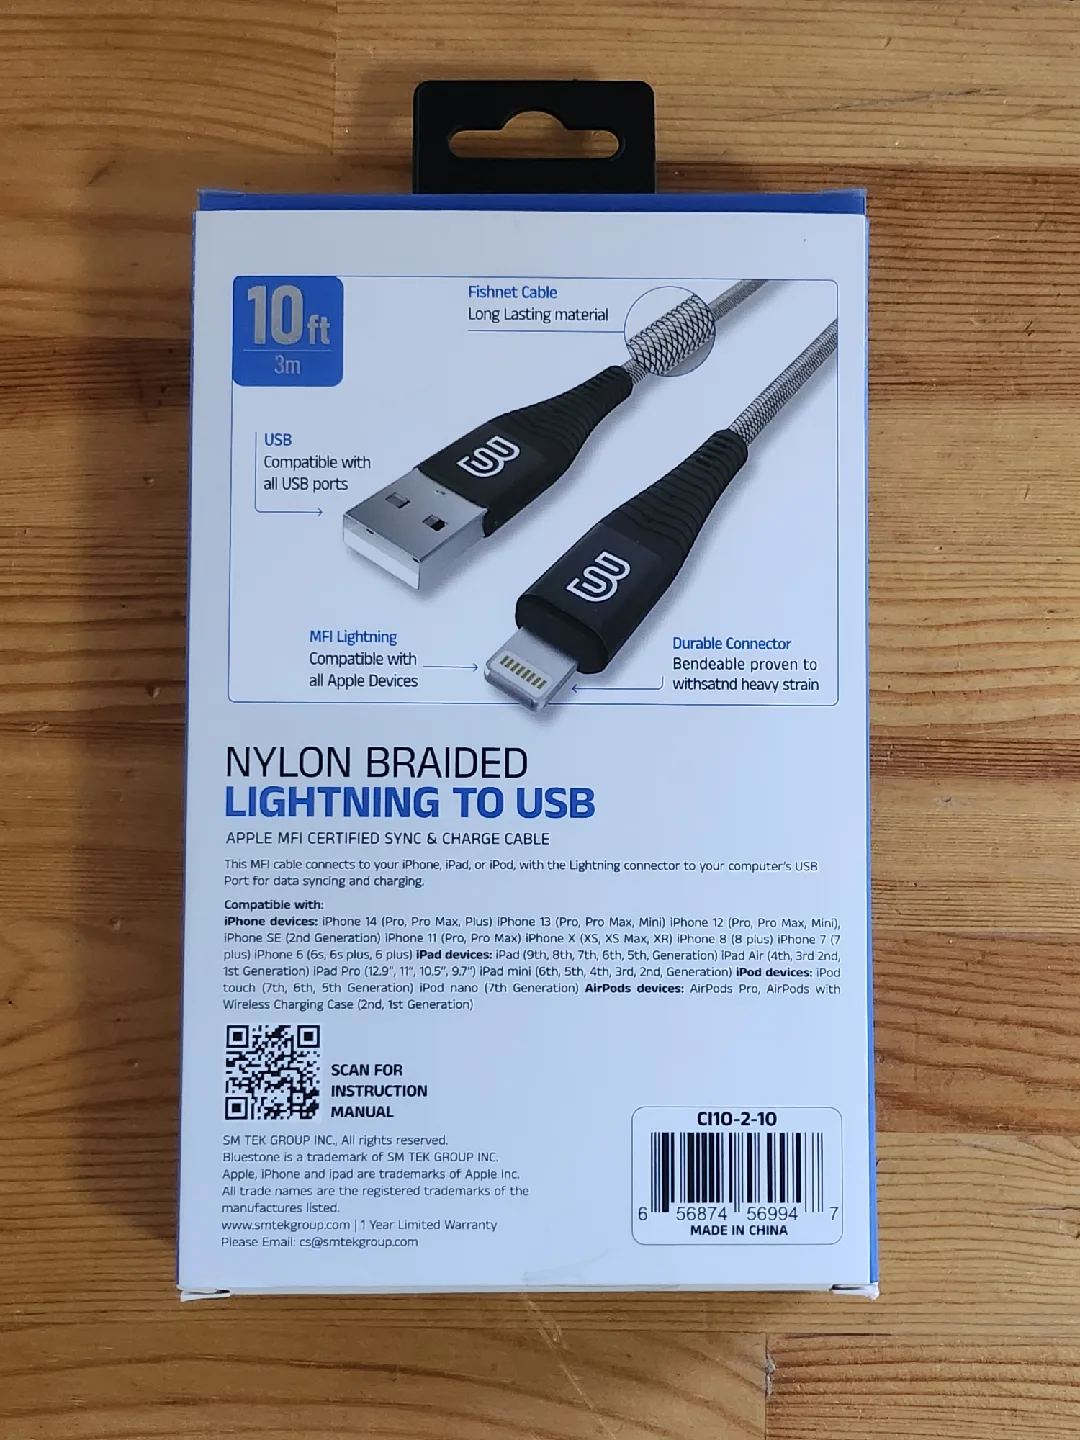 10ft
3m
Fishnet Cable
Long Lasting material
USB
Compatible with
all USB ports
MFI Lightning
Compatible with
all Apple Devices
Durable Connector
Bendeable proven to
withsatnd heavy strain
NYLON BRAIDED
LIGHTNING TO USB
APPLE MFI CERTIFIED SYNC & CHARGE CABLE
This MFI cable connects to your iPhone, iPad, or iPod, with the Lightning connector to your computer's USB
Port for data syncing and charging.
Compatible with:
iPhone devices: iPhone 14 (Pro, Pro Max, Plus) iPhone 13 (Pro, Pro Max, Mini) iPhone 12 (Pro, Pro Max, Mini),
iPhone SE (2nd Generation) iPhone 11 (Pro, Pro Max) iPhone X (XS, XS Max, XR) iPhone 8 (8 plus) iPhone 7 (7
plus) iPhone 6 (6s, 6s plus, 6 plus) iPad devices: iPad (9th, 8th, 7th, 6th, 5th, Generation) iPad Air (4th, 3rd 2nd,
1st Generation) iPad Pro (12.9", 11", 10.5", 9.7") iPad mini (6th, 5th, 4th, 3rd, 2nd, Generation) iPod devices: iPod
touch (7th, 6th, 5th Generation) iPod nano (7th Generation) AirPods devices: AirPods Pro, AirPods with
Wireless Charging Case (2nd, 1st Generation)
SCAN FOR
INSTRUCTION
MANUAL
SM TEK GROUP INC., All rights reserved.
Bluestone is a trademark of SM TEK GROUP INC.
Apple, iPhone and ipad are trademarks of Apple Inc.
All trade names are the registered trademarks of the
manufactures listed.
www.smtekgroup.com | 1 Year Limited Warranty
Please Email: cs@smtekgroup.com
CI10-2-10
6 56874 56994 7
MADE IN CHINA